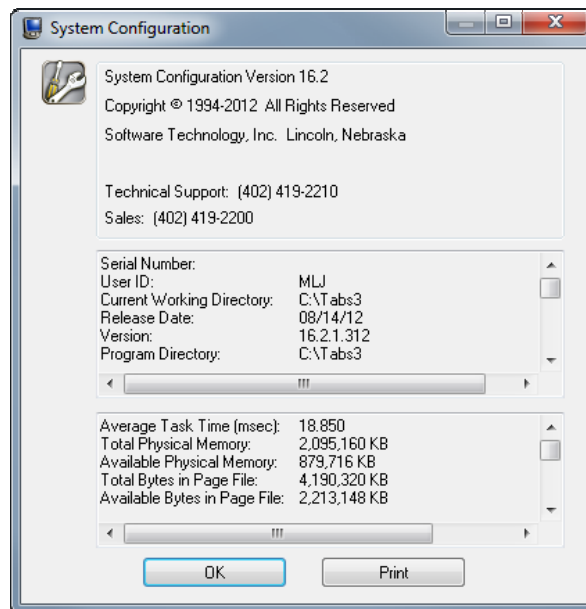 System Configuration
System Configuration Version 16.2
Copyright © 1994-2012 All Rights Reserved
Software Technology, Inc. Lincoln, Nebraska
Technical Support: (402) 419-2210
Sales: (402) 419-2200
Serial Number:
User ID: MLJ
Current Working Directory: C:\Tabs3
Release Date: 08/14/12
Version: 16.2.1.312
Program Directory: C:\Tabs3
Average Task Time (msec): 18.850
Total Physical Memory: 2,095,160 KB
Available Physical Memory: 879,716 KB
Total Bytes in Page File: 4,190,320 KB
Available Bytes in Page File: 2,213,148 KB
OK Print